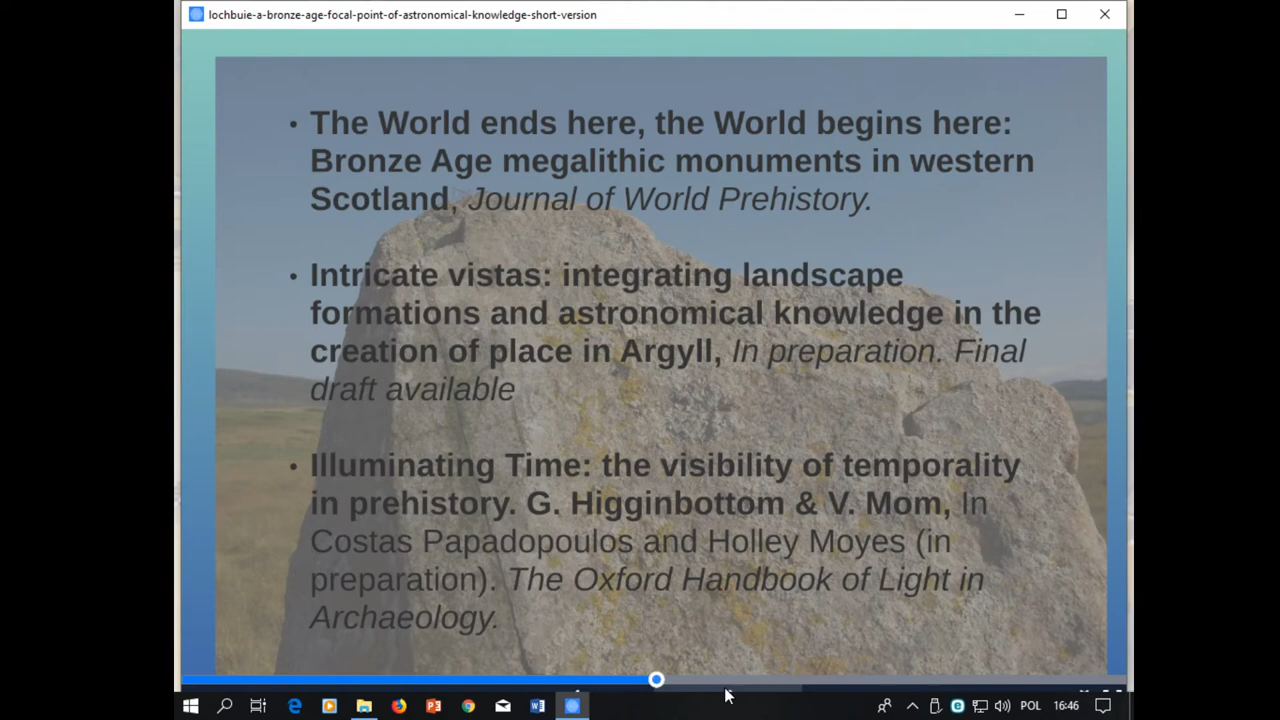 lochbuie-a-bronze-age-focal-point-of-astronomical-knowledge-short-version
• The World ends here, the World begins here:
Bronze Age megalithic monuments in western
Scotland, Journal of World Prehistory.
• Intricate vistas: integrating landscape
formations and astronomical knowledge in the
creation of place in Argyll, In preparation. Final
draft available
• Illuminating Time: the visibility of temporality
in prehistory. G. Higginbottom & V. Mom, In
Costas Papadopoulos and Holley Moyes (in
preparation). The Oxford Handbook of Light in
Archaeology.
POL 16:46